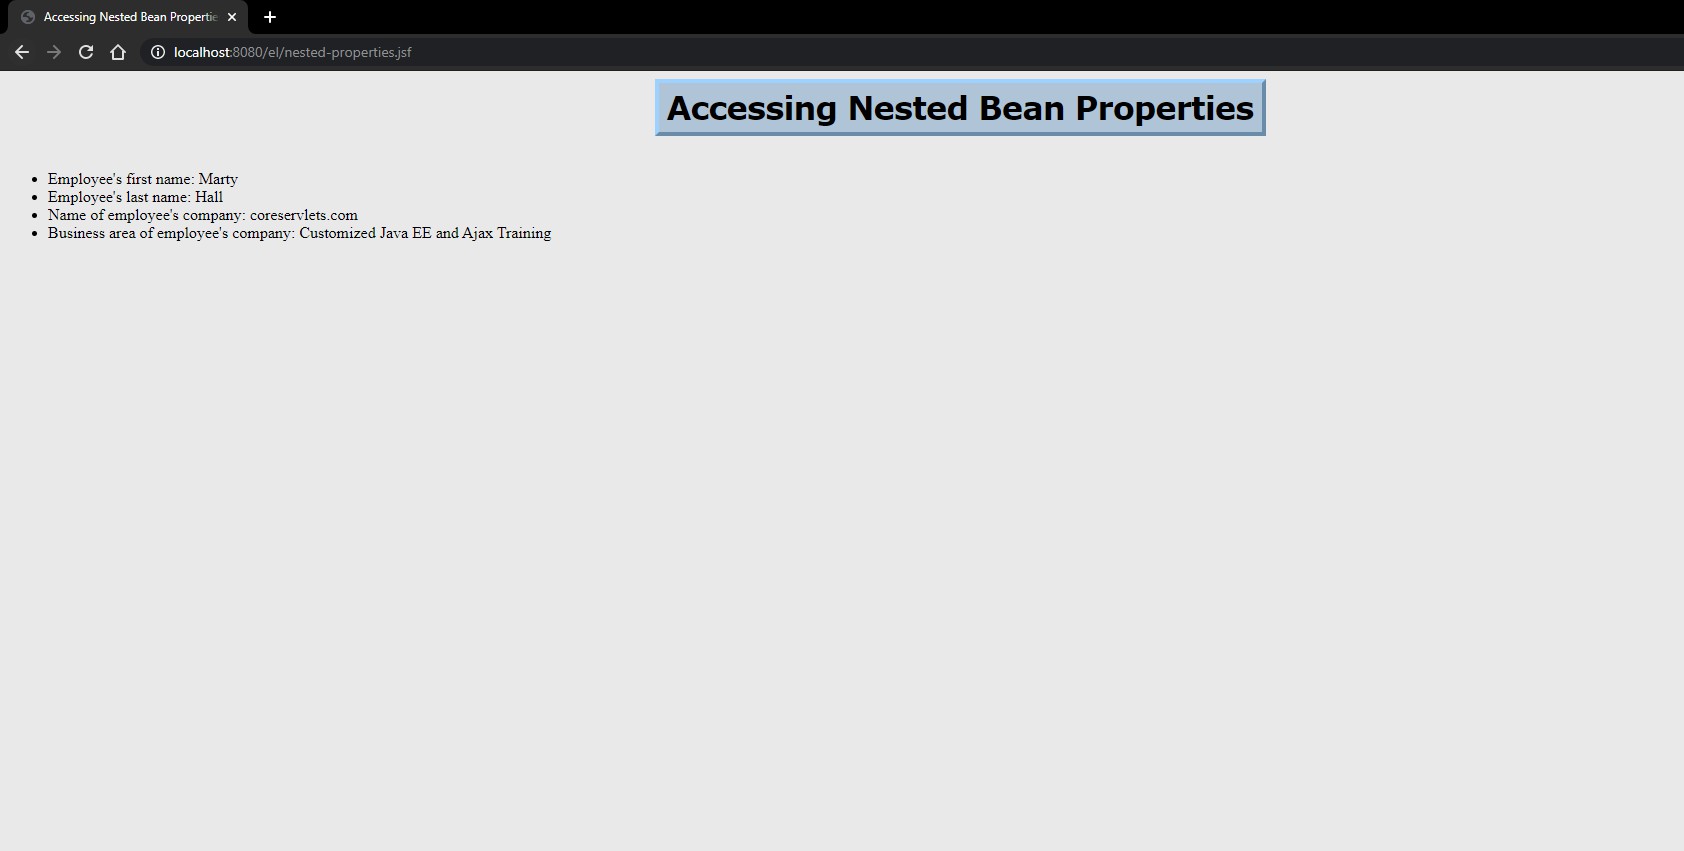 Accessing Nested Bean Propertie
localhost:8080/el/nested-properties.jsf
Accessing Nested Bean Properties
Employee's first name: Marty
Employee's last name: Hall
Name of employee's company: coreservlets.com
Business area of employee's company: Customized Java EE and Ajax Training